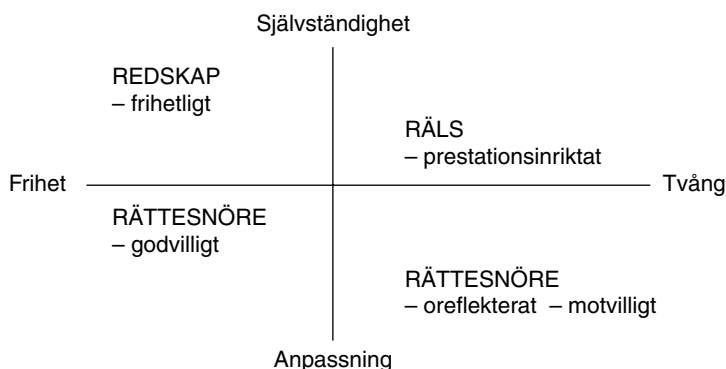 Självständighet
REDSKAP
– frihetligt
RÄLS
– prestationsinriktat
Frihet
Tvång
RÄTTESNÖRE
– godvilligt
RÄTTESNÖRE
– oreflekterat – motvilligt
Anpassning